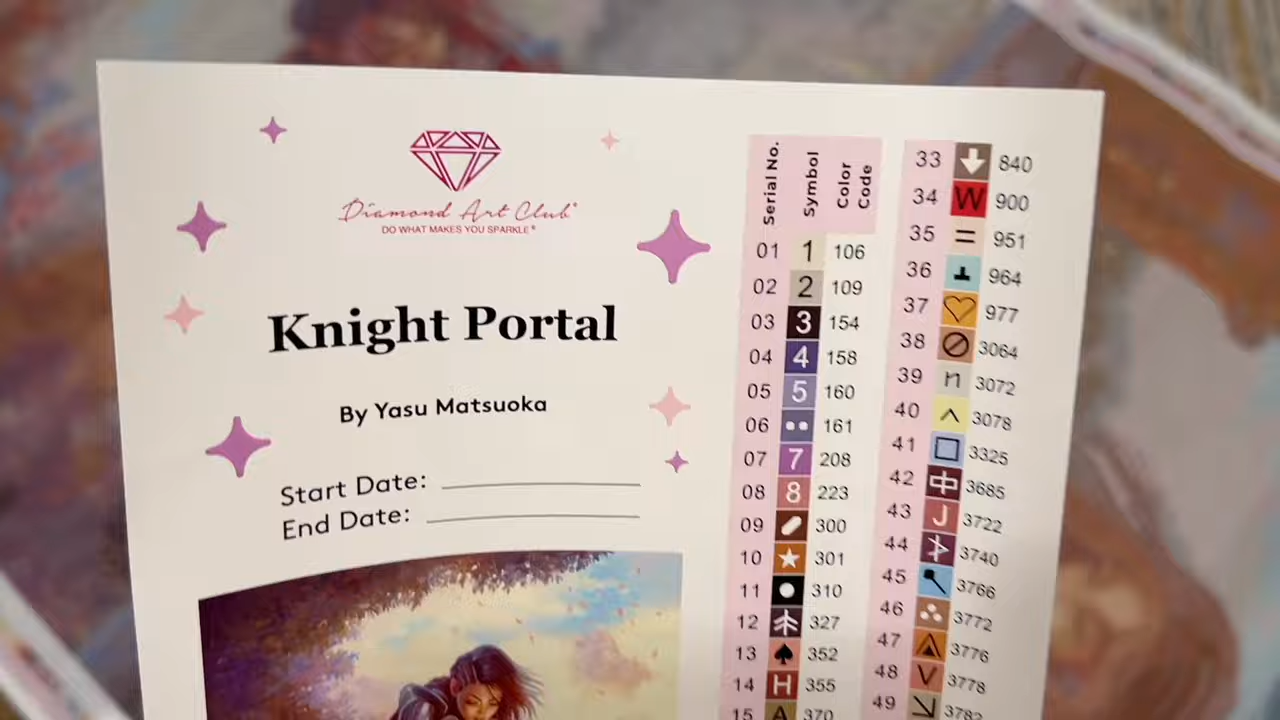 Diamond Art Club®
DO WHAT MAKES YOU SPARKLE®
Knight Portal
By Yasu Matsuoka
Start Date:
End Date:
Serial No. Symbol Color Code
01 1 106
02 2 109
03 3 154
04 4 158
05 5 160
06 161
07 7 208
08 8 223
09 300
10 301
11 310
12 327
13 352
14 H 355
15 A 370
33 840
34 W 900
35 = 951
36 964
37 977
38 3064
39 n 3072
40 3078
41 3325
42 中 3685
43 J 3722
44 3740
45 3766
46 3772
47 3776
48 V 3778
49 3782